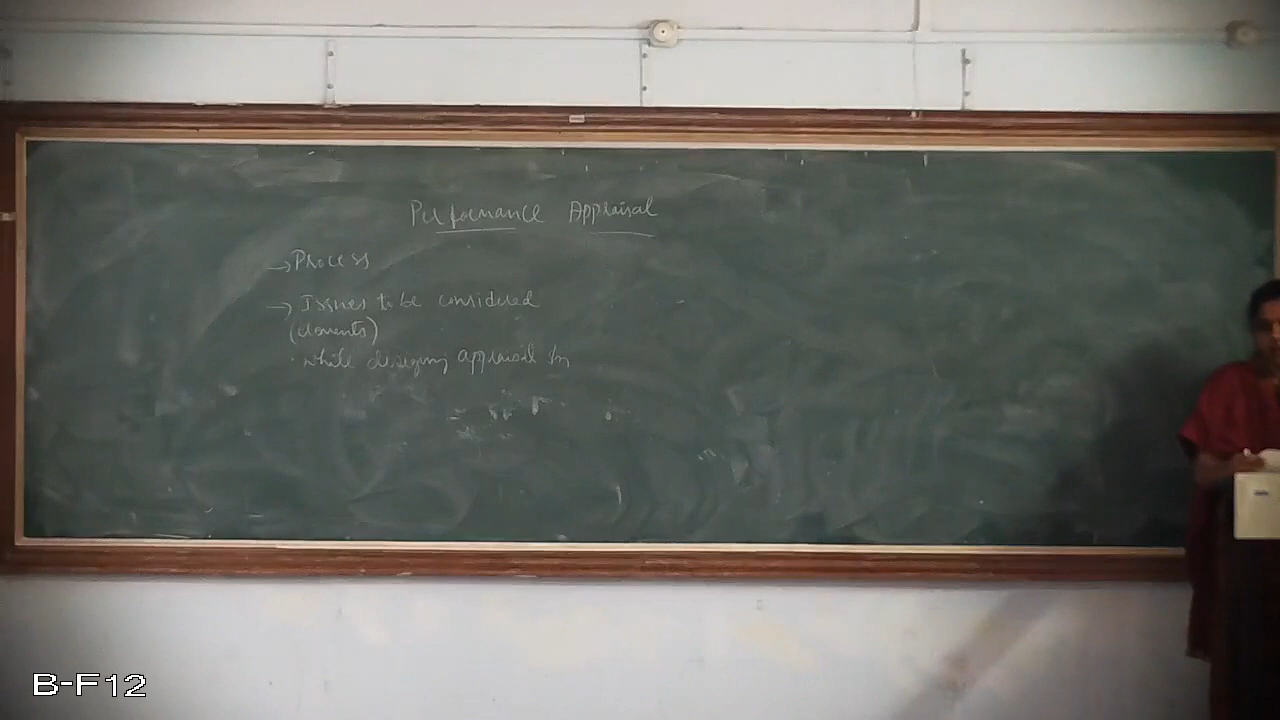 Performance Appraisal
→ Process
→ Issues to be considered
(elements)
while designing appraisal
B-F12